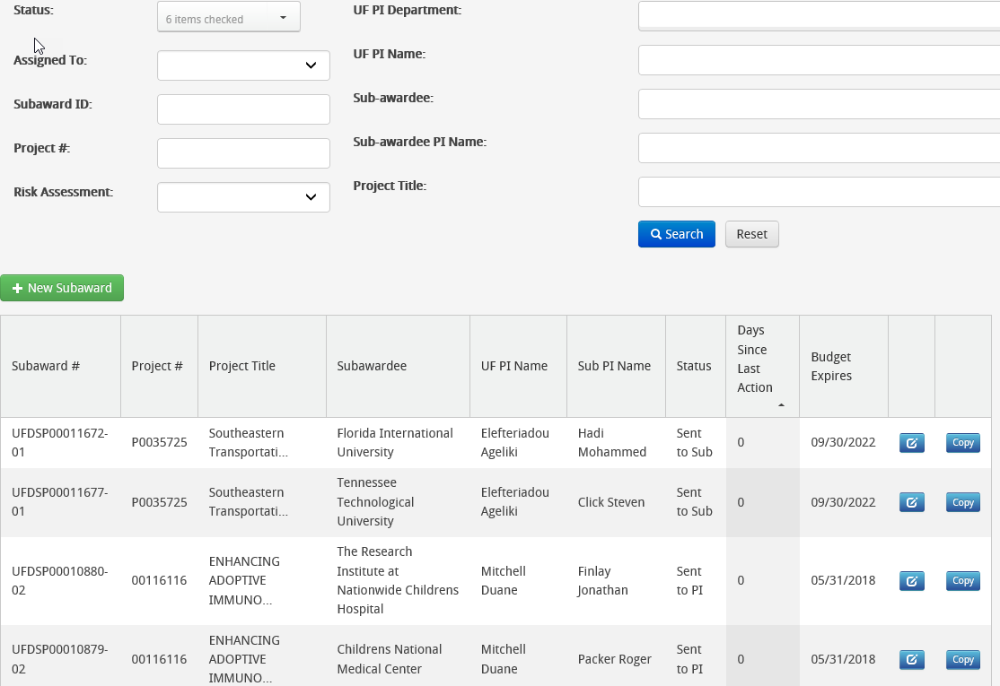 Status:
6 items checked
UF PI Department:
Assigned To:
UF PI Name:
Subaward ID:
Sub-awardee:
Project #:
Sub-awardee PI Name:
Risk Assessment:
Project Title:
Search
Reset
New Subaward
Subaward #
Project #
Project Title
Subawardee
UF PI Name
Sub PI Name
Status
Days
Since
Last
Action
Budget
Expires
UFDSP00011672-
01
P0035725
Southeastern
Transportati...
Florida International
University
Elefteriadou
Ageliki
Hadi
Mohammed
Sent
to Sub
0
09/30/2022
Copy
UFDSP00011677-
01
P0035725
Southeastern
Transportati...
Tennessee
Technological
University
Elefteriadou
Ageliki
Click Steven
Sent
to Sub
0
09/30/2022
Copy
UFDSP00010880-
02
00116116
ENHANCING
ADOPTIVE
IMMUNO...
The Research
Institute at
Nationwide Childrens
Hospital
Mitchell
Duane
Finlay
Jonathan
Sent
to PI
0
05/31/2018
Copy
UFDSP00010879-
02
00116116
ENHANCING
ADOPTIVE
IMMUNO...
Childrens National
Medical Center
Mitchell
Duane
Packer Roger
Sent
to PI
0
05/31/2018
Copy